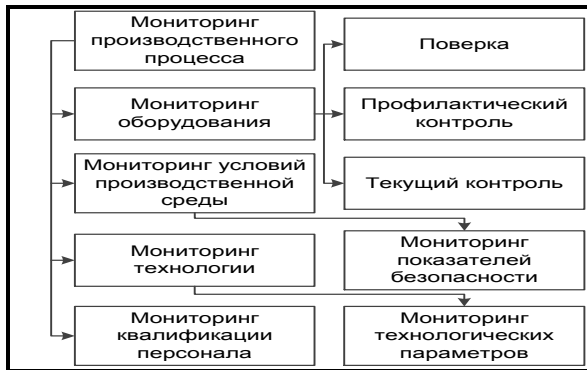 Мониторинг
производственного
процесса
Поверка
Мониторинг
оборудования
Профилактический
контроль
Мониторинг условий
производственной
среды
Текущий контроль
Мониторинг
технологии
Мониторинг
показателей
безопасности
Мониторинг
квалификации
персонала
Мониторинг
технологических
параметров